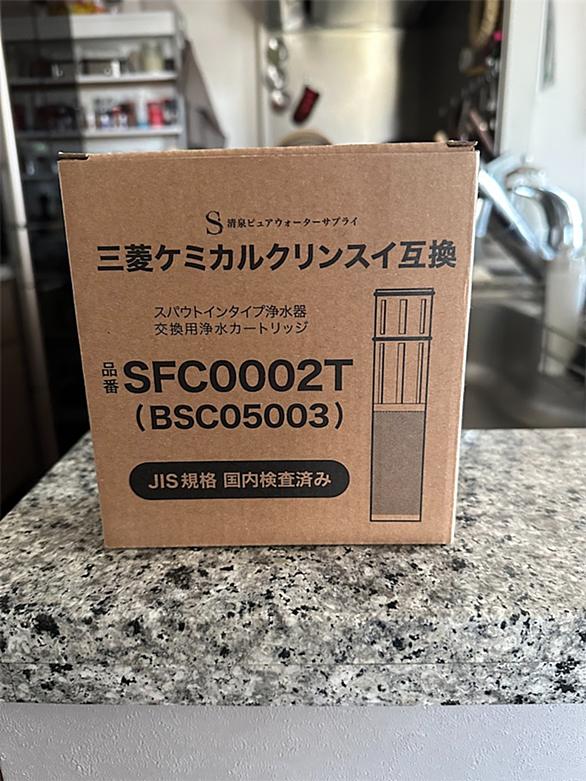 S 清泉ピュアウォーターサプライ
三菱ケミカルクリンスイ互換
スパウトインタイプ浄水器
交換用浄水カートリッジ
品番 SFC0002T
(BSC05003)
JIS規格 国内検査済み